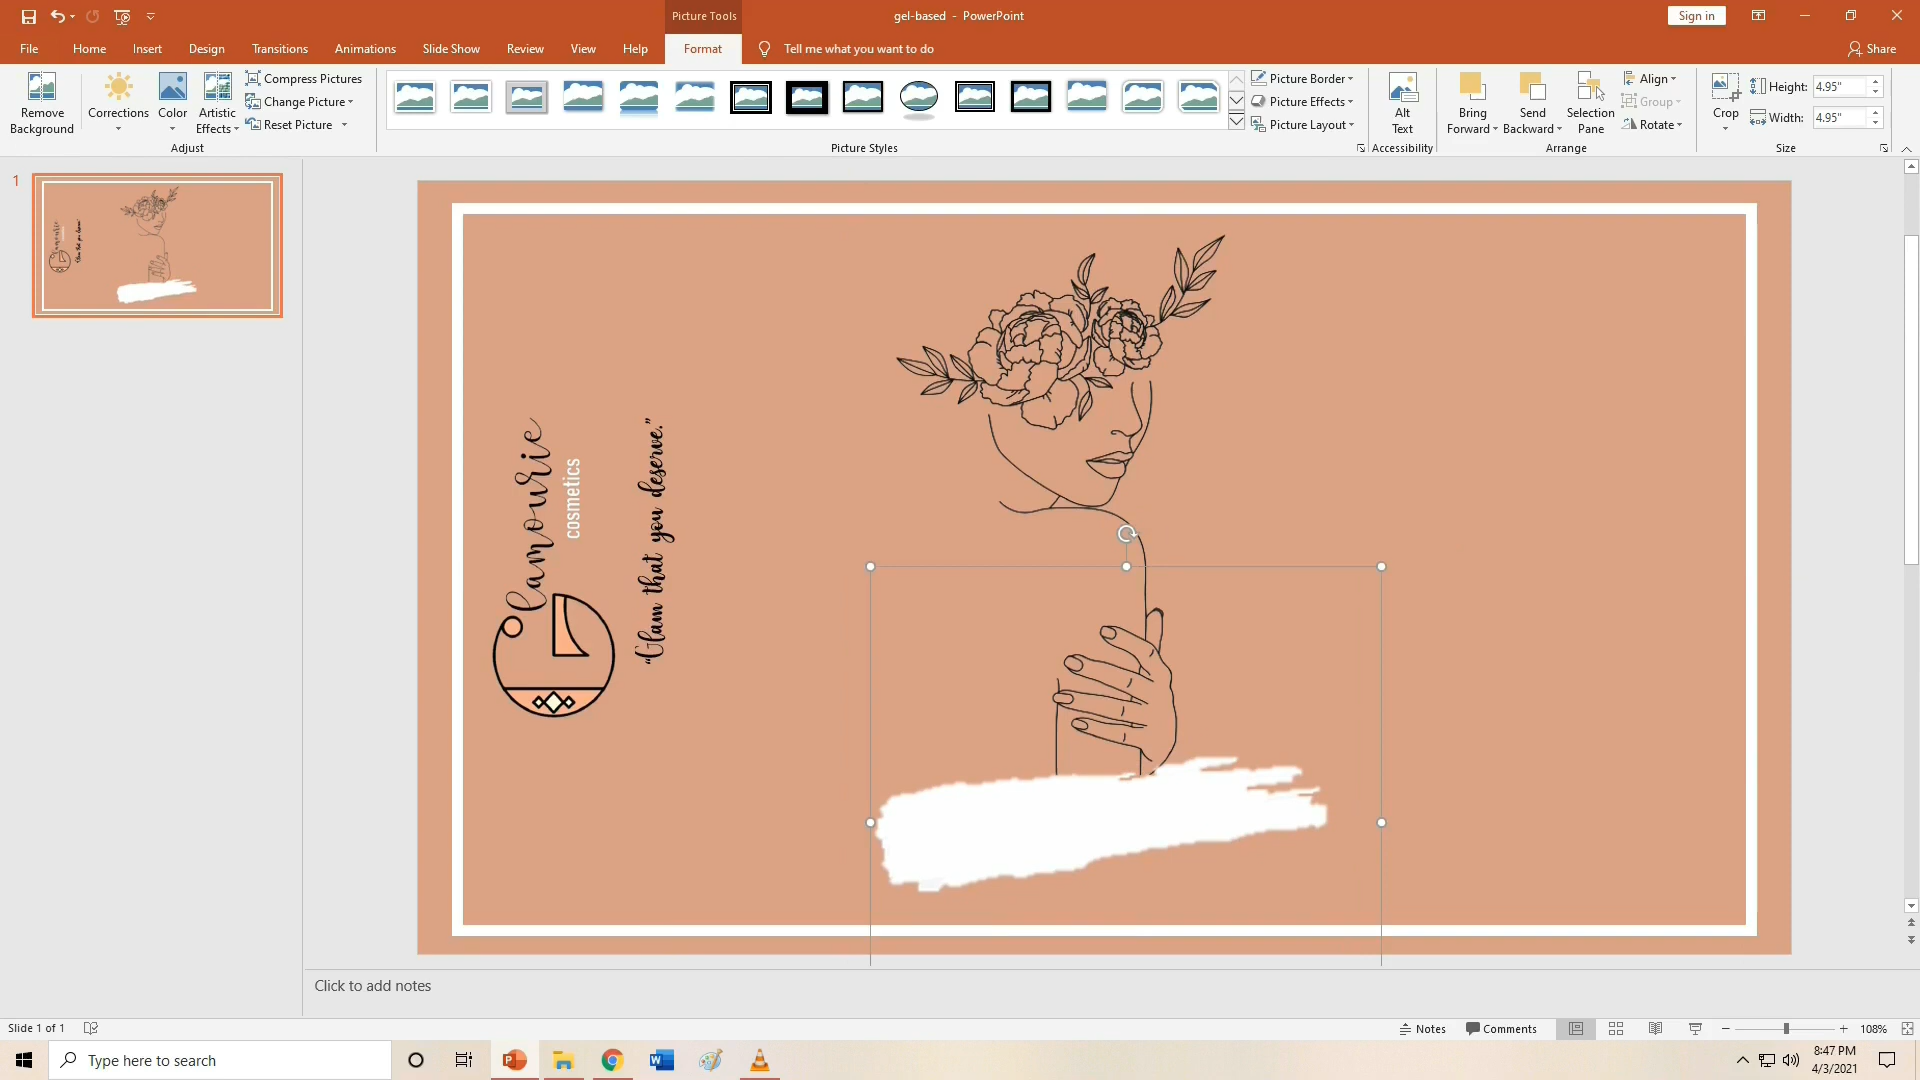 Picture Tools
gel-based - PowerPoint
Sign in
File Home Insert Design Transitions Animations Slide Show Review View Help Format Tell me what you want to do Share
Remove Background
Corrections
Color
Artistic Effects
Compress Pictures
Change Picture
Reset Picture
Adjust
Picture Styles
Picture Border
Picture Effects
Picture Layout
Alt Text
Accessibility
Bring Forward
Send Backward
Selection Pane
Align
Group
Rotate
Arrange
Crop
Height: 4.95"
Width: 4.95"
Size
1
Glamourie
cosmetics
"Glam that you deserve."
Click to add notes
Slide 1 of 1
Notes Comments 108%
Type here to search
8:47 PM
4/3/2021